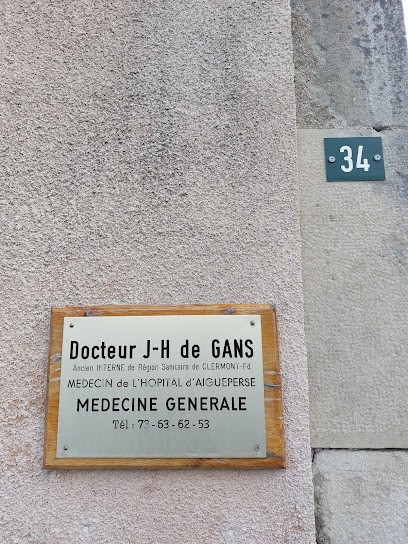 34
Docteur J-H de GANS
Ancien INTERNE de Région Sanitaire de CLERMONT-Fd
MEDECIN de L'HOPITAL d'AIGUEPERSE
MEDECINE GENERALE
Tél : 73-63-62-53